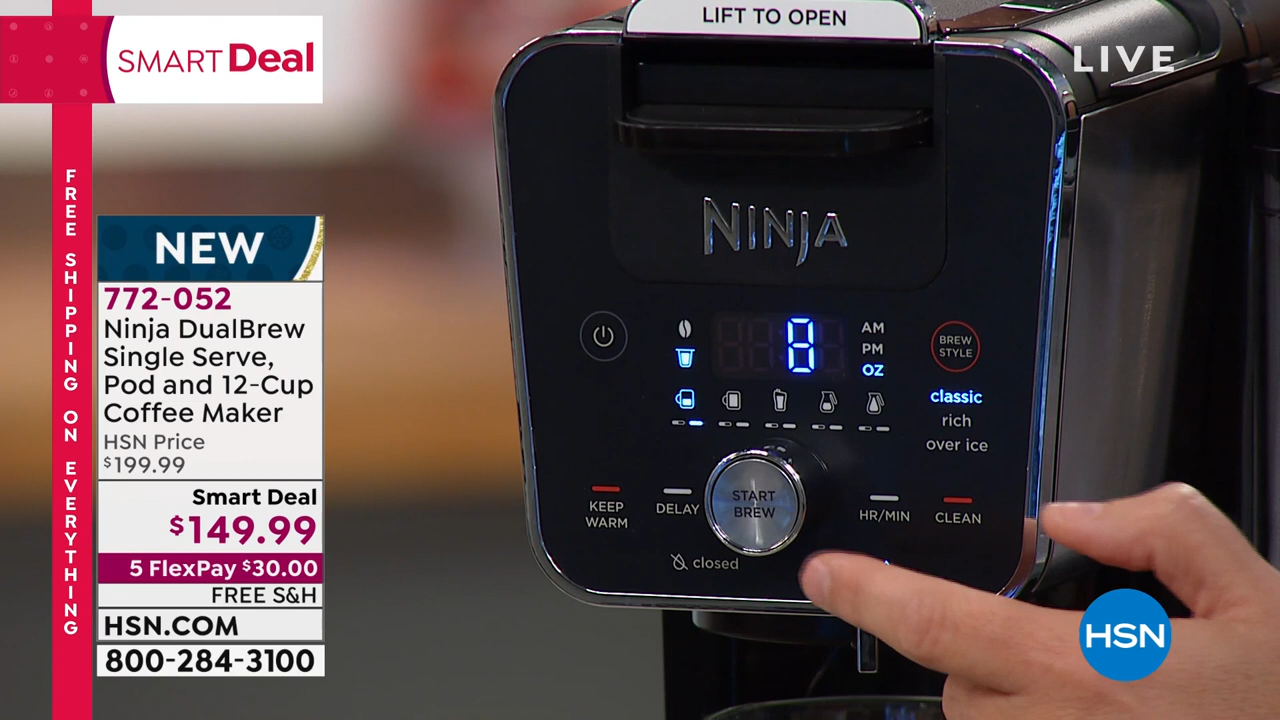 SMART Deal
FREE SHIPPING ON EVERYTHING
NEW
772-052
Ninja DualBrew
Single Serve,
Pod and 12-Cup
Coffee Maker
HSN Price
$199.99
Smart Deal
$149.99
5 FlexPay $30.00
FREE S&H
HSN.COM
800-284-3100
LIFT TO OPEN
LIVE
NINJA
8
AM
PM
OZ
BREW
STYLE
classic
rich
over ice
START
BREW
KEEP
WARM
DELAY
HR/MIN
CLEAN
closed
HSN